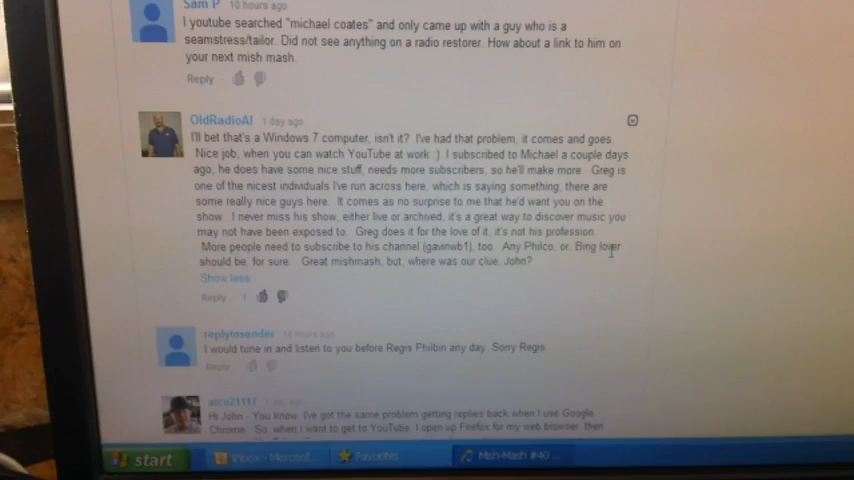 Sam P 10 hours ago
I youtube searched "michael coates" and only came up with a guy who is a
seamstress/tailor. Did not see anything on a radio restorer. How about a link to him on
your next mish mash.
Reply
OldRadioAl 1 day ago
I'll bet that's a Windows 7 computer, isn't it? I've had that problem, it comes and goes.
Nice job, when you can watch YouTube at work :) I subscribed to Michael a couple days
ago, he does have some nice stuff, needs more subscribers, so he'll make more. Greg is
one of the nicest individuals I've run across here, which is saying something, there are
some really nice guys here. It comes as no surprise to me that he'd want you on the
show. I never miss his show, either live or archived, it's a great way to discover music you
may not have been exposed to. Greg does it for the love of it, it's not his profession.
More people need to subscribe to his channel (gavinwb1), too. Any Philco, or, Bing lover
should be, for sure. Great mishmash, but, where was our clue, John?
Show less
Reply 1
replytosender hours ago
I would tune in and listen to you before Regis Philbin any day. Sorry Regis
Reply
Hi John - You know, I've got the same problem getting replies back when I use Google
Chrome. So, when I want to get to YouTube, I open up Firefox for my web browser, then
start Inbox - Microsof... Favorites Mish-Mash #40 ...